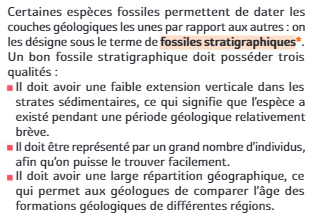 Certaines espèces fossiles permettent de dater les
couches géologiques les unes par rapport aux autres : on
les désigne sous le terme de fossiles stratigraphiques*.
Un bon fossile stratigraphique doit posséder trois
qualités :
■ Il doit avoir une faible extension verticale dans les
strates sédimentaires, ce qui signifie que l'espèce a
existé pendant une période géologique relativement
brève.
■ Il doit être représenté par un grand nombre d'individus,
afin qu'on puisse le trouver facilement.
■ Il doit avoir une large répartition géographique, ce
qui permet aux géologues de comparer l'âge des
formations géologiques de différentes régions.